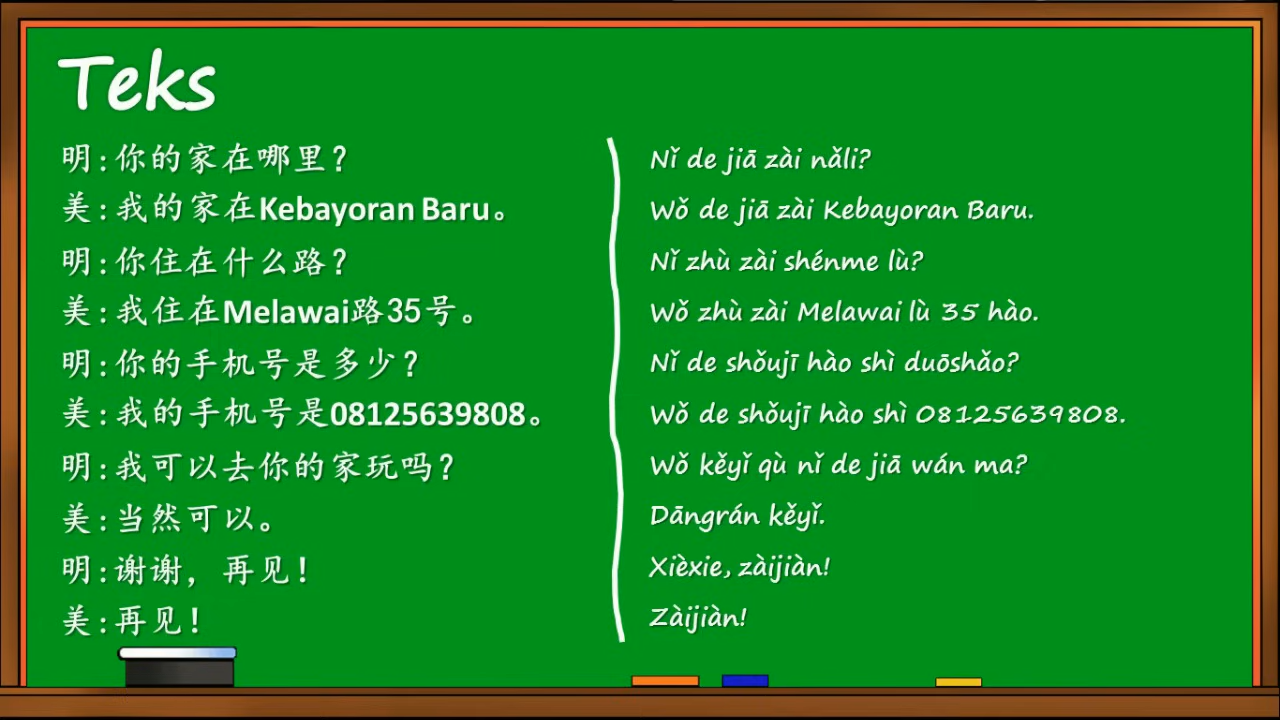 Teks
明:你的家在哪里?
美:我的家在Kebayoran Baru。
明:你住在什么路?
美:我住在Melawai路35号。
明:你的手机号是多少?
美:我的手机号是08125639808。
明:我可以去你的家玩吗?
美:当然可以。
明:谢谢，再见!
美:再见!
Nǐ de jiā zài nǎli?
Wǒ de jiā zài Kebayoran Baru.
Nǐ zhù zài shénme lù?
Wǒ zhù zài Melawai lù 35 hào.
Nǐ de shǒujī hào shì duōshǎo?
Wǒ de shǒujī hào shì 08125639808.
Wǒ kěyǐ qù nǐ de jiā wán ma?
Dāngrán kěyǐ.
Xièxie, zàijiàn!
Zàijiàn!